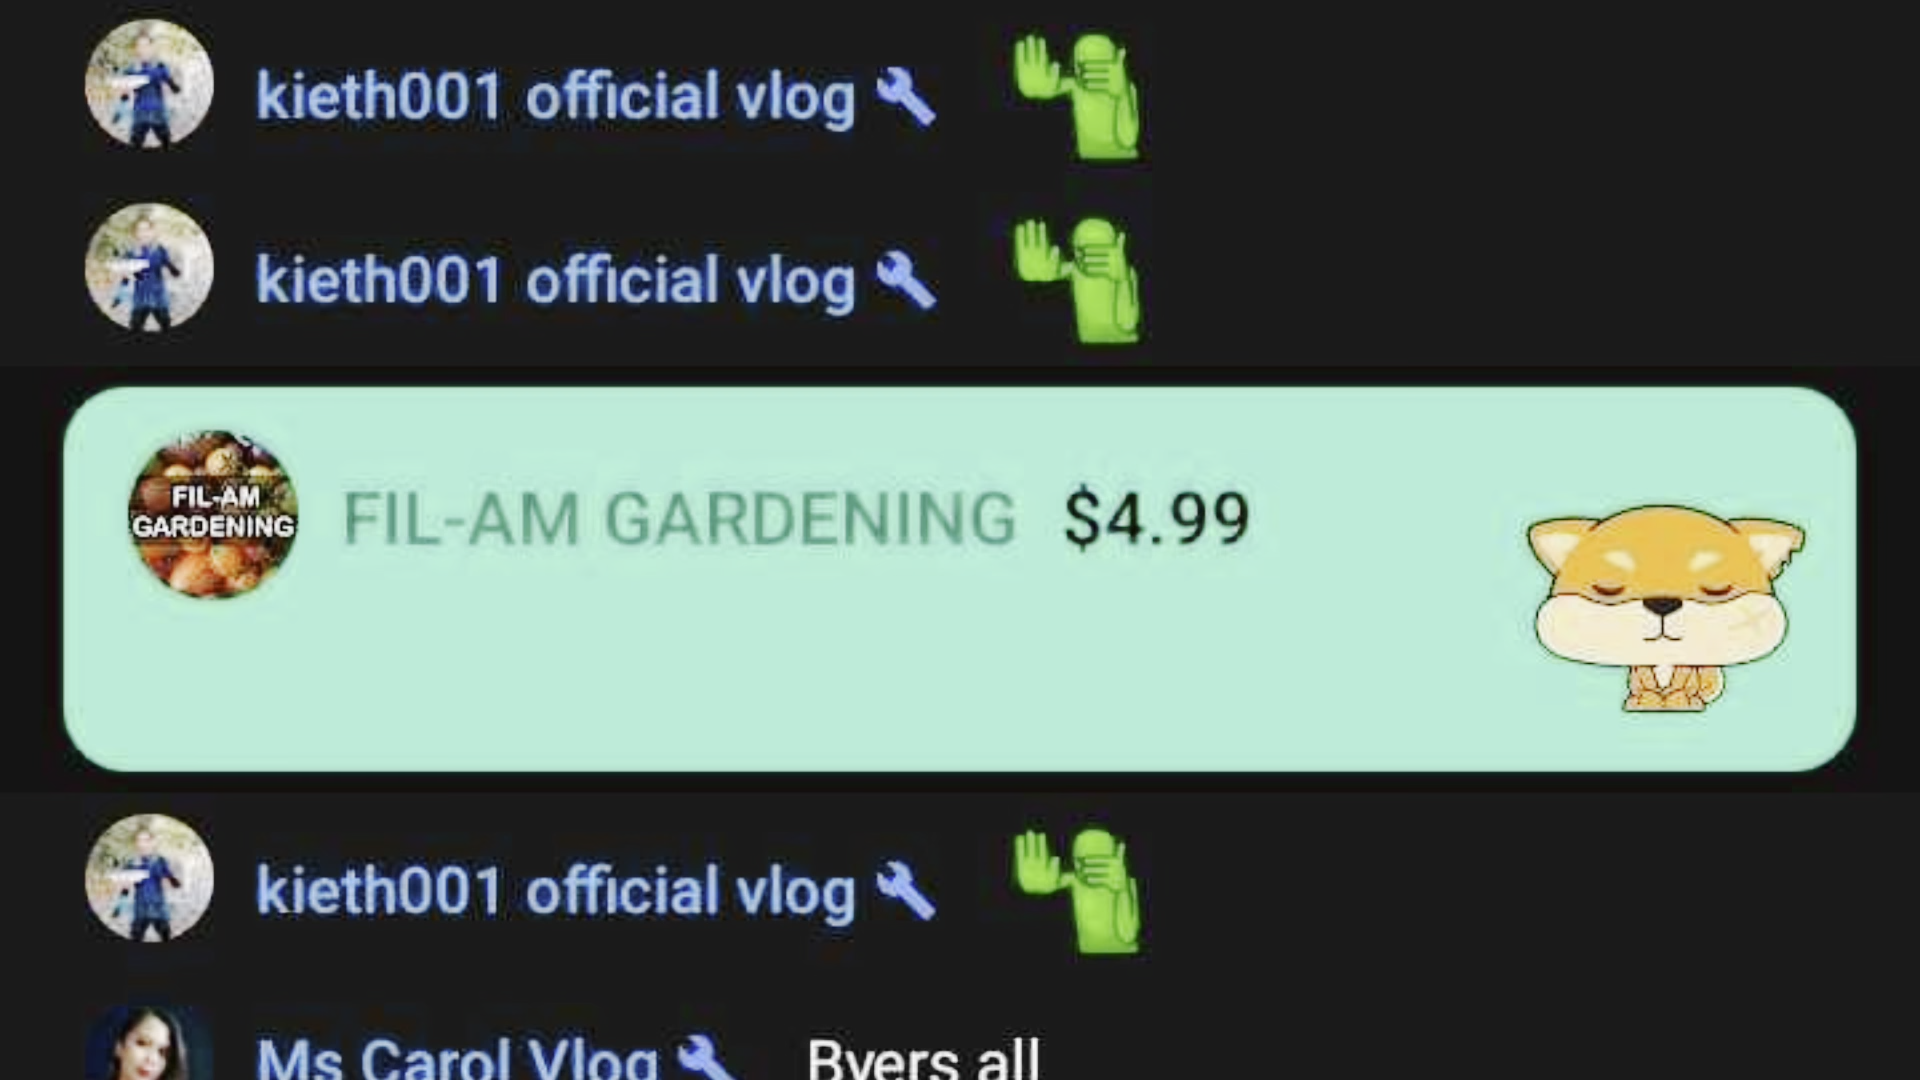 kieth001 official vlog
kieth001 official vlog
FIL-AM
GARDENING
FIL-AM GARDENING $4.99
kieth001 official vlog
Ms Carol Vlog Byers all